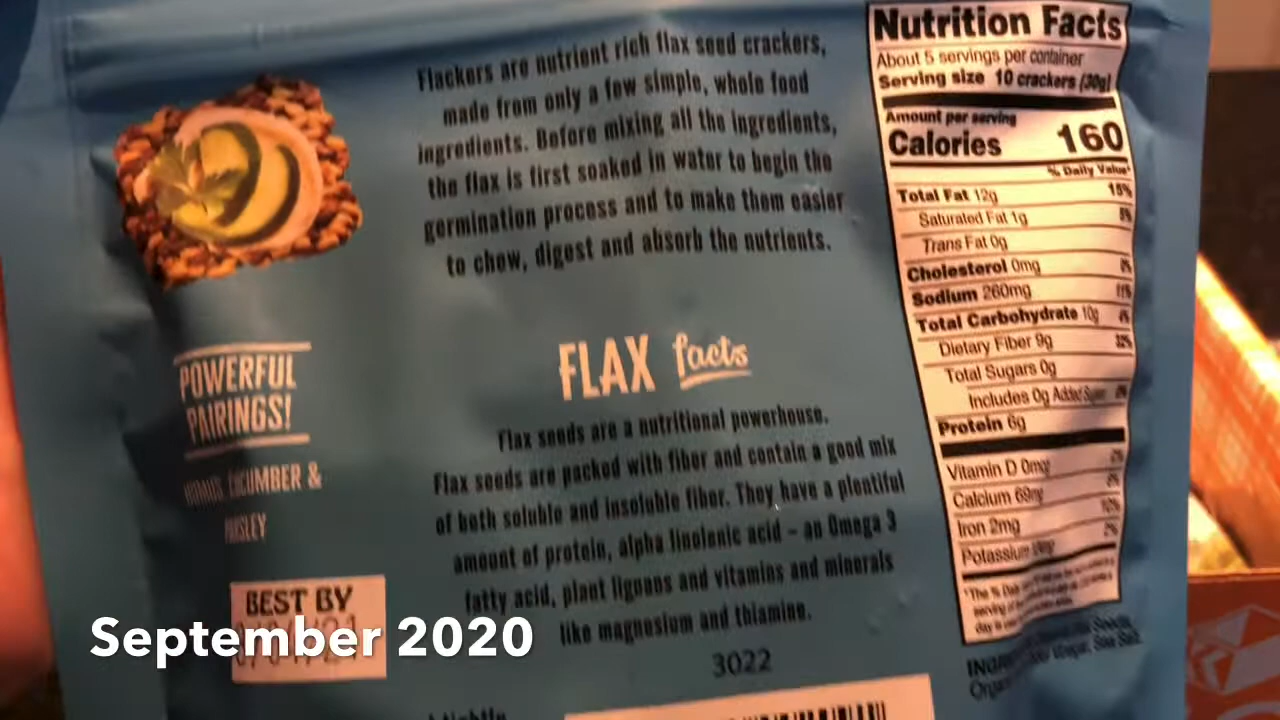 Flackers are nutrient rich flax seed crackers,
made from only a few simple, whole food
ingredients. Before mixing all the ingredients,
the flax is first soaked in water to begin the
germination process and to make them easier
to chew, digest and absorb the nutrients.
POWERFUL
PAIRINGS!
CUCUMBER &
PARSLEY
FLAX facts
Flax seeds are a nutritional powerhouse.
Flax seeds are packed with fiber and contain a good mix
of both soluble and insoluble fiber. They have a plentiful
amount of protein, alpha linolenic acid – an Omega 3
fatty acid, plant lignans and vitamins and minerals
like magnesium and thiamine.
3022
BEST BY
September 2020
Nutrition Facts
About 5 servings per container
Serving size 10 crackers (30g)
Amount per serving
Calories 160
% Daily Value*
Total Fat 12g 15%
Saturated Fat 1g 5%
Trans Fat 0g
Cholesterol 0mg 0%
Sodium 260mg 11%
Total Carbohydrate 10g 4%
Dietary Fiber 9g 32%
Total Sugars 0g
Includes 0g Added Sugars 0%
Protein 6g
Vitamin D 0mcg
Calcium 69mg
Iron 2mg 10%
Potassium
Sea Salt.